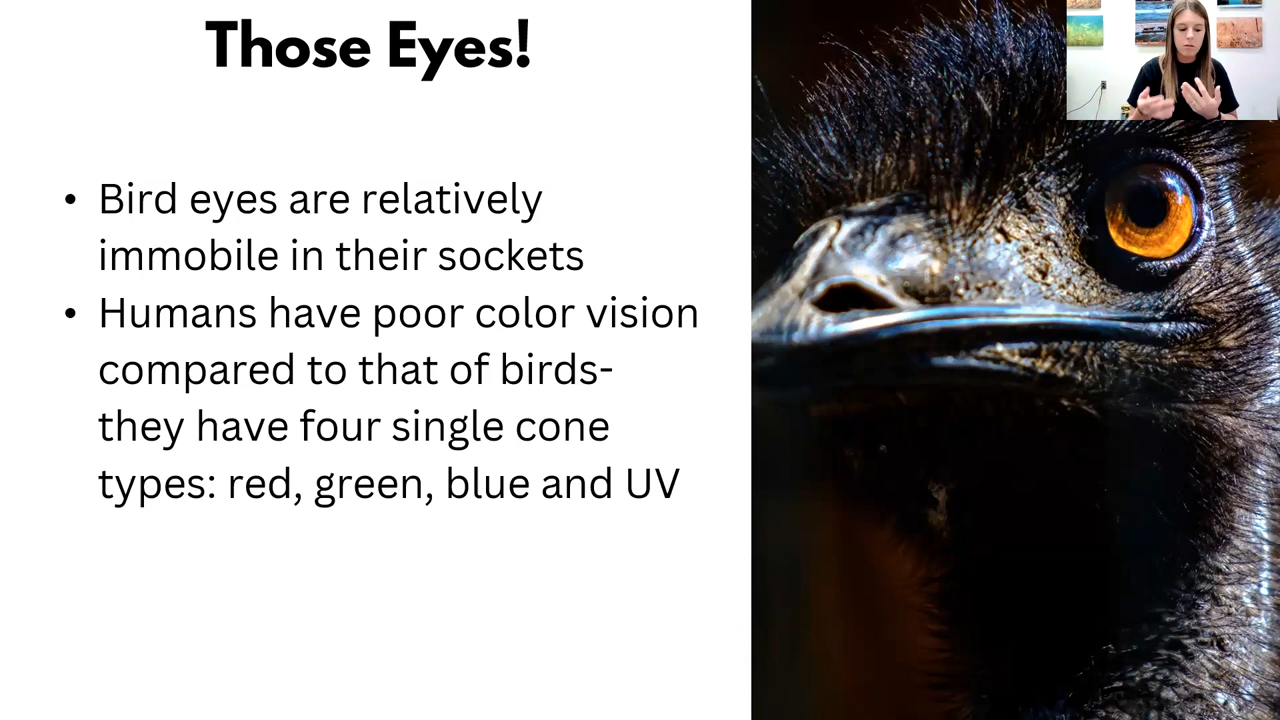 Those Eyes!
• Bird eyes are relatively
immobile in their sockets
• Humans have poor color vision
compared to that of birds-
they have four single cone
types: red, green, blue and UV